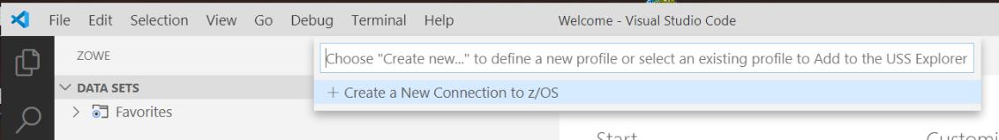 File Edit Selection View Go Debug Terminal Help Welcome - Visual Studio Code
ZOWE
Choose "Create new..." to define a new profile or select an existing profile to Add to the USS Explorer
+ Create a New Connection to z/OS
DATA SETS
Favorites
Start